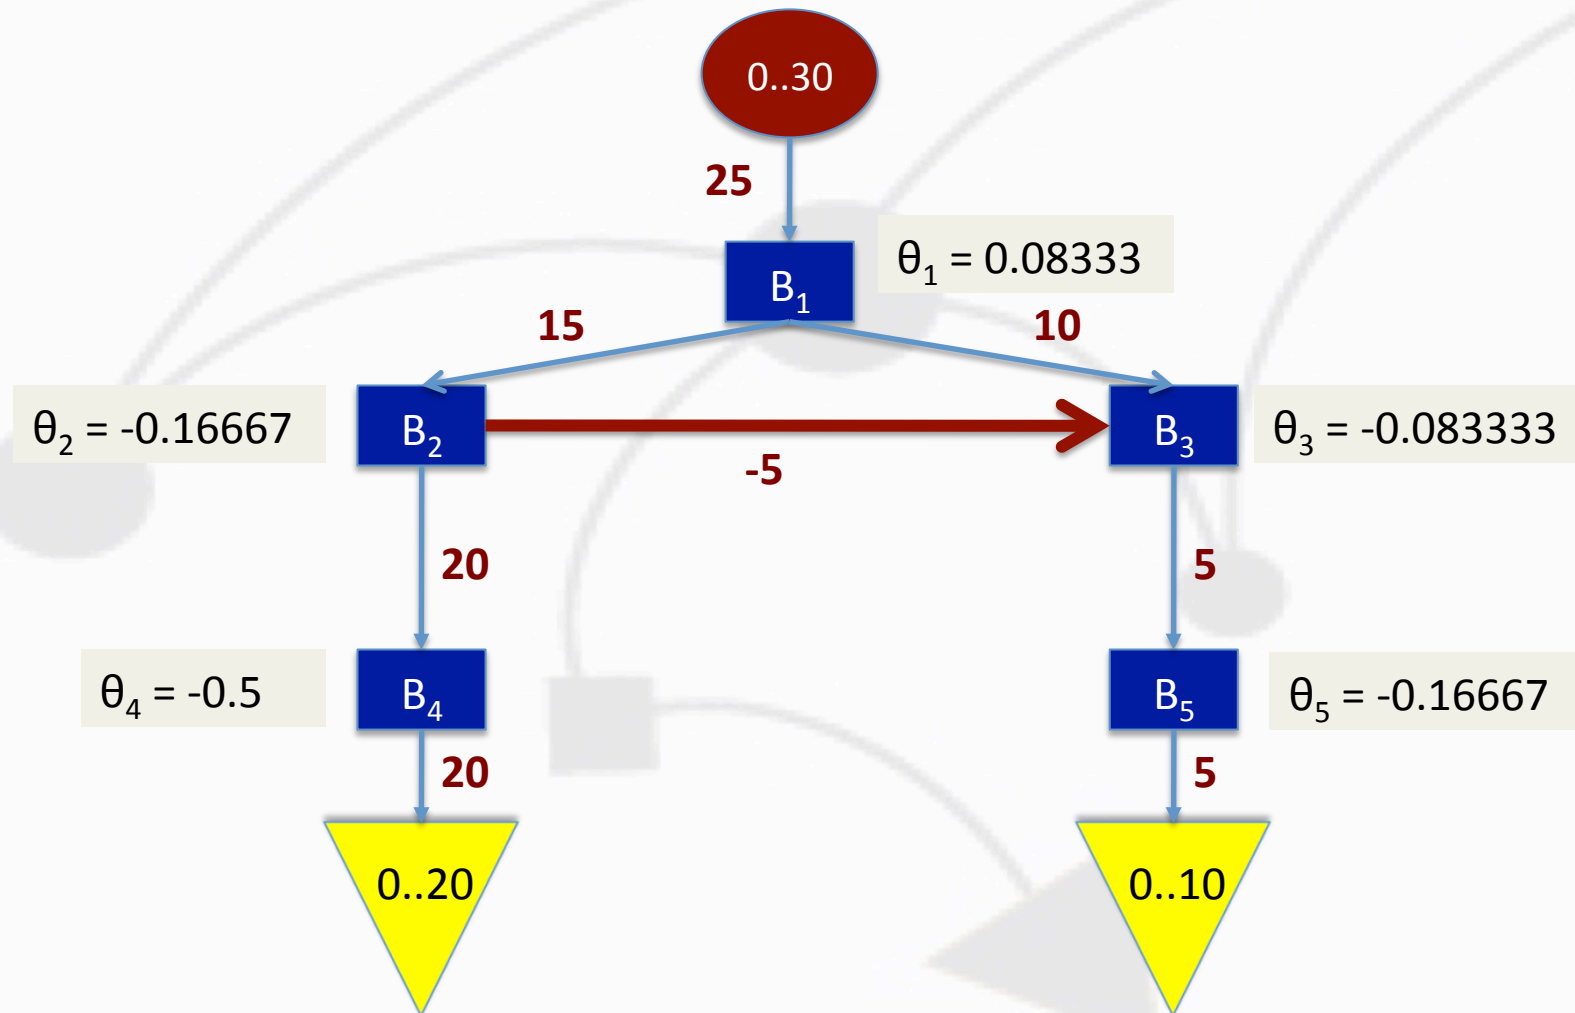 0..30
25
θ₁ = 0.08333
B₁
15
10
θ₂ = -0.16667
B₂
B₃
θ₃ = -0.083333
-5
20
5
θ₄ = -0.5
B₄
B₅
θ₅ = -0.16667
20
5
0..20
0..10